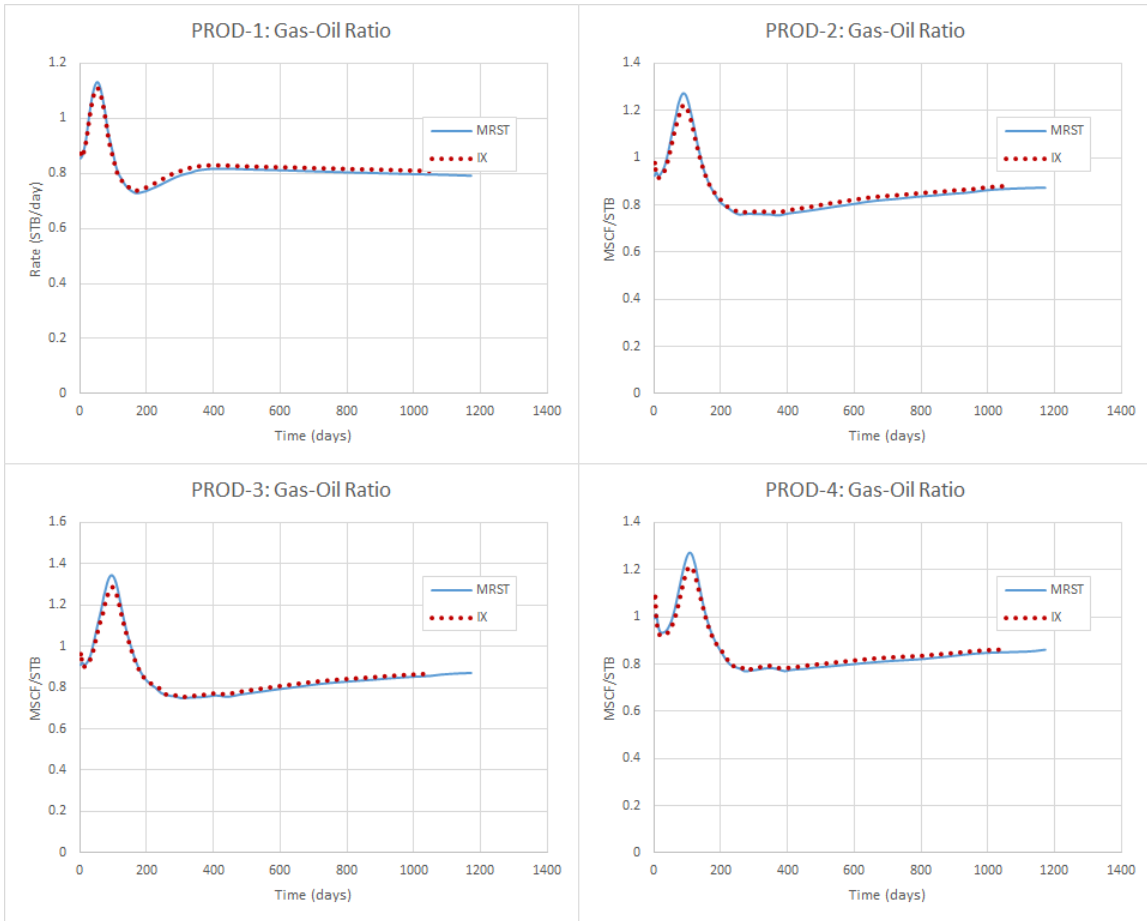 PROD-1: Gas-Oil Ratio
1.2
1
0.8
0.6
0.4
0.2
0
Rate (STB/day)
MRST
IX
0 200 400 600 800 1000 1200 1400
Time (days)
PROD-2: Gas-Oil Ratio
1.4
1.2
1
0.8
0.6
0.4
0.2
0
MSCF/STB
MRST
IX
0 200 400 600 800 1000 1200 1400
Time (days)
PROD-3: Gas-Oil Ratio
1.6
1.4
1.2
1
0.8
0.6
0.4
0.2
0
MSCF/STB
MRST
IX
0 200 400 600 800 1000 1200 1400
Time (days)
PROD-4: Gas-Oil Ratio
1.4
1.2
1
0.8
0.6
0.4
0.2
0
MSCF/STB
MRST
IX
0 200 400 600 800 1000 1200 1400
Time (days)